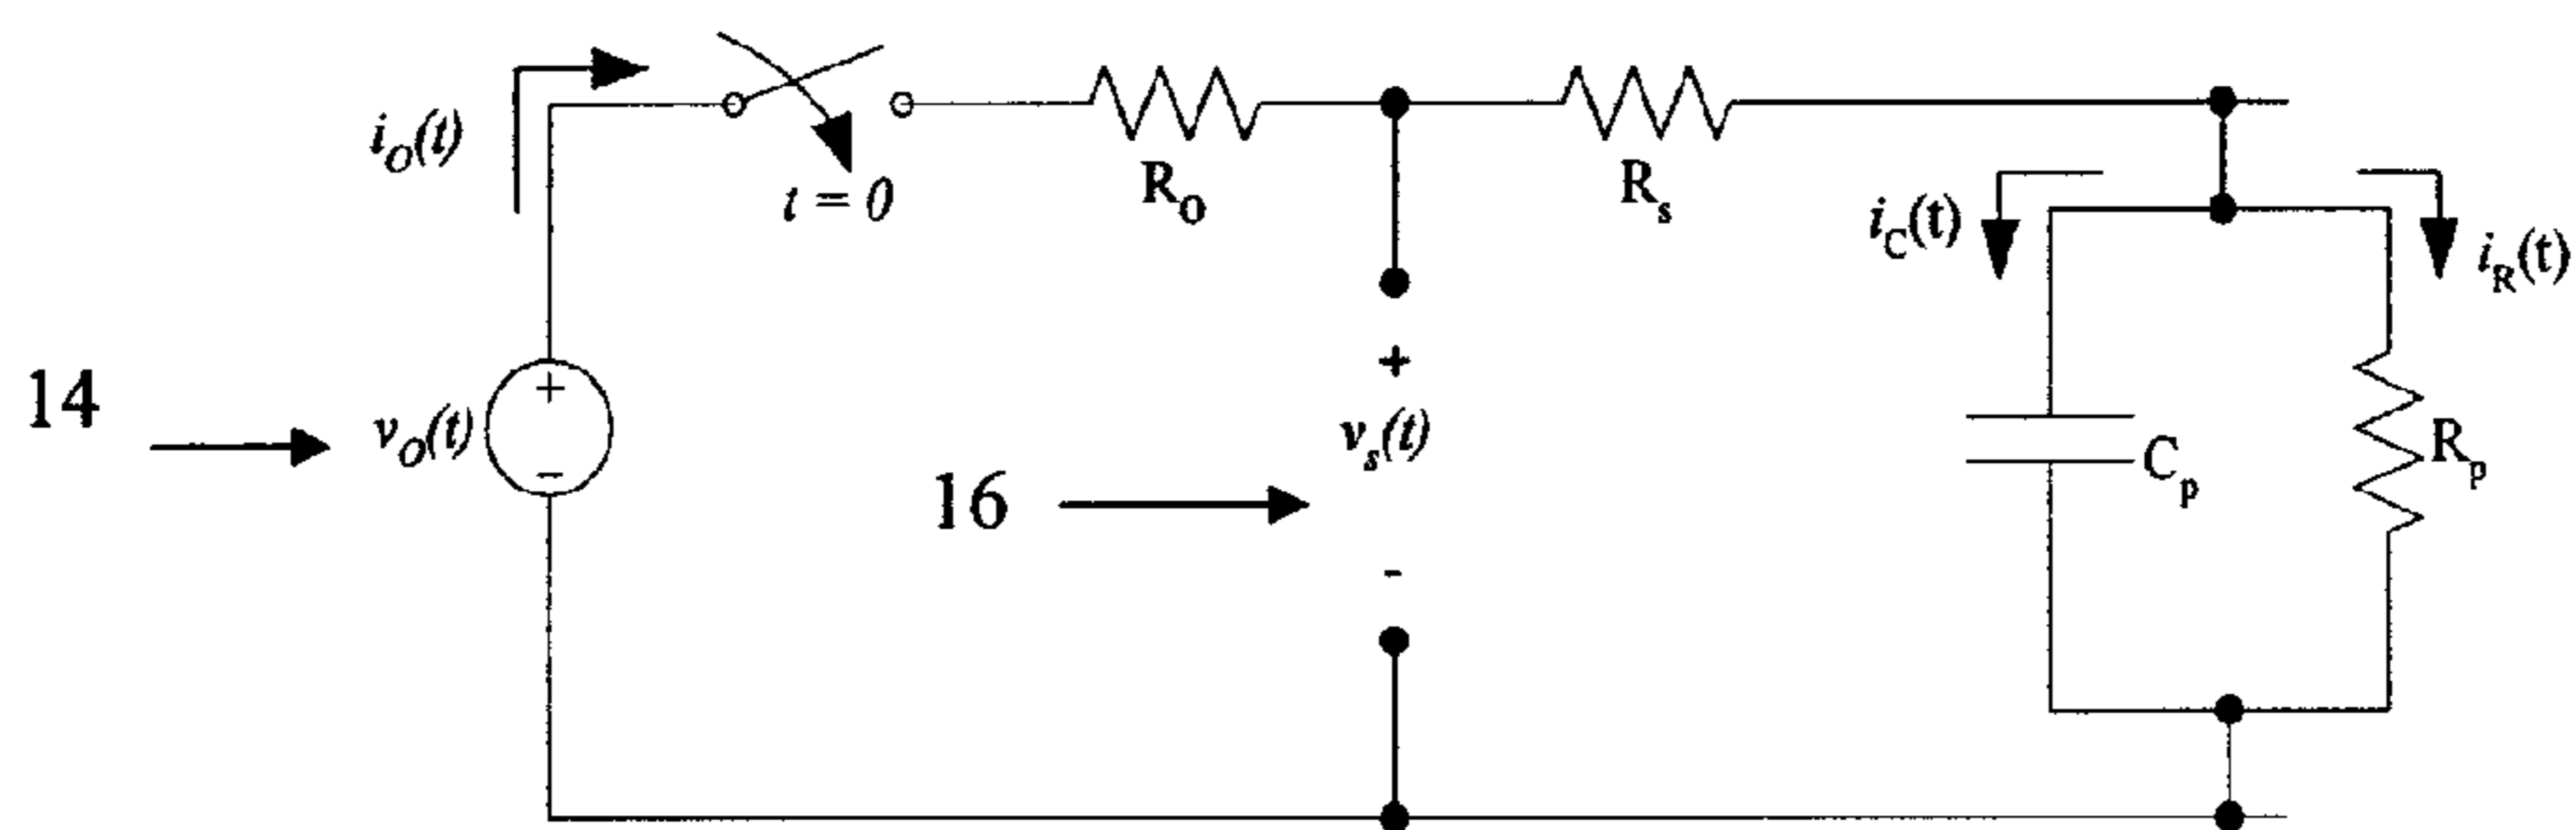 i_O(t)
t = 0
R_O
R_s
i_C(t)
i_R(t)
14
+
v_O(t)
-
+
v_s(t)
16
-
C_p
R_p